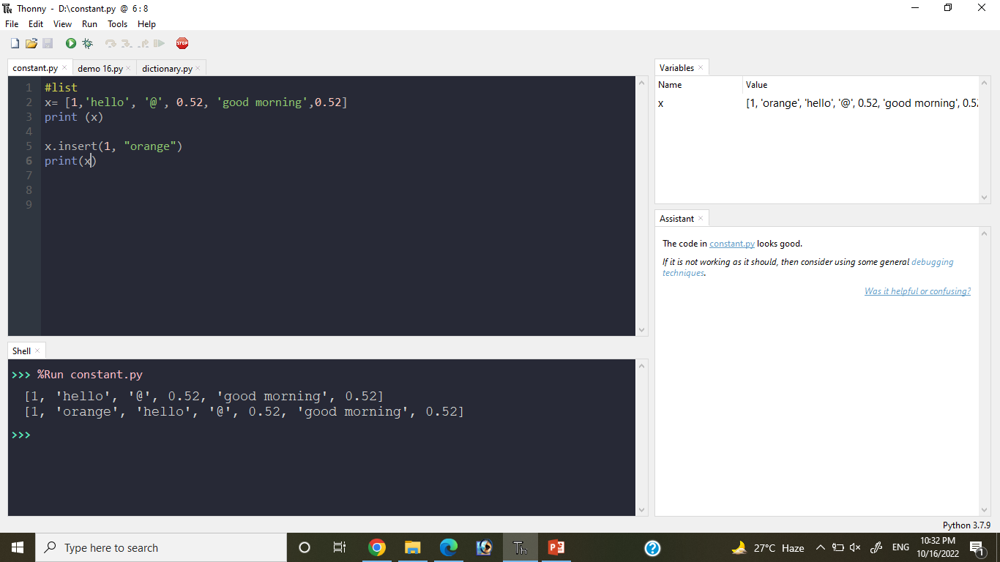 Thonny - D:\constant.py @ 6 : 8
File Edit View Run Tools Help
STOP
constant.py demo 16.py dictionary.py
1 #list
2 x= [1,'hello', '@', 0.52, 'good morning',0.52]
3 print (x)
4
5 x.insert(1, "orange")
6 print(x)
7
8
9
Shell
>>> %Run constant.py
[1, 'hello', '@', 0.52, 'good morning', 0.52]
[1, 'orange', 'hello', '@', 0.52, 'good morning', 0.52]
>>>
Variables
Name Value
x [1, 'orange', 'hello', '@', 0.52, 'good morning', 0.52
Assistant
The code in constant.py looks good.
If it is not working as it should, then consider using some general debugging
techniques.
Was it helpful or confusing?
Python 3.7.9
Type here to search
27°C Haze
ENG
10:32 PM
10/16/2022
1